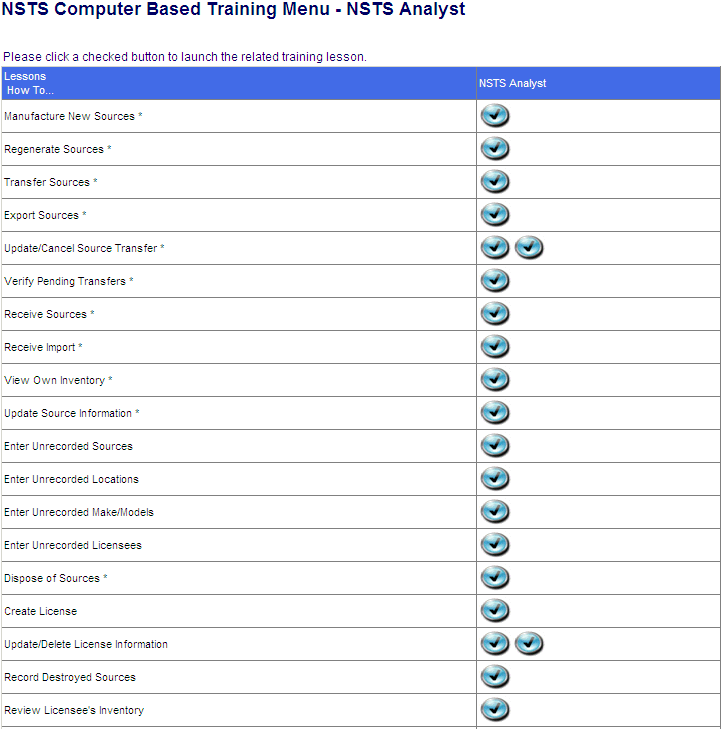 NSTS Computer Based Training Menu - NSTS Analyst
Please click a checked button to launch the related training lesson.
Lessons
How To...
NSTS Analyst
Manufacture New Sources *
Regenerate Sources *
Transfer Sources *
Export Sources *
Update/Cancel Source Transfer *
Verify Pending Transfers *
Receive Sources *
Receive Import *
View Own Inventory *
Update Source Information *
Enter Unrecorded Sources
Enter Unrecorded Locations
Enter Unrecorded Make/Models
Enter Unrecorded Licensees
Dispose of Sources *
Create License
Update/Delete License Information
Record Destroyed Sources
Review Licensee's Inventory